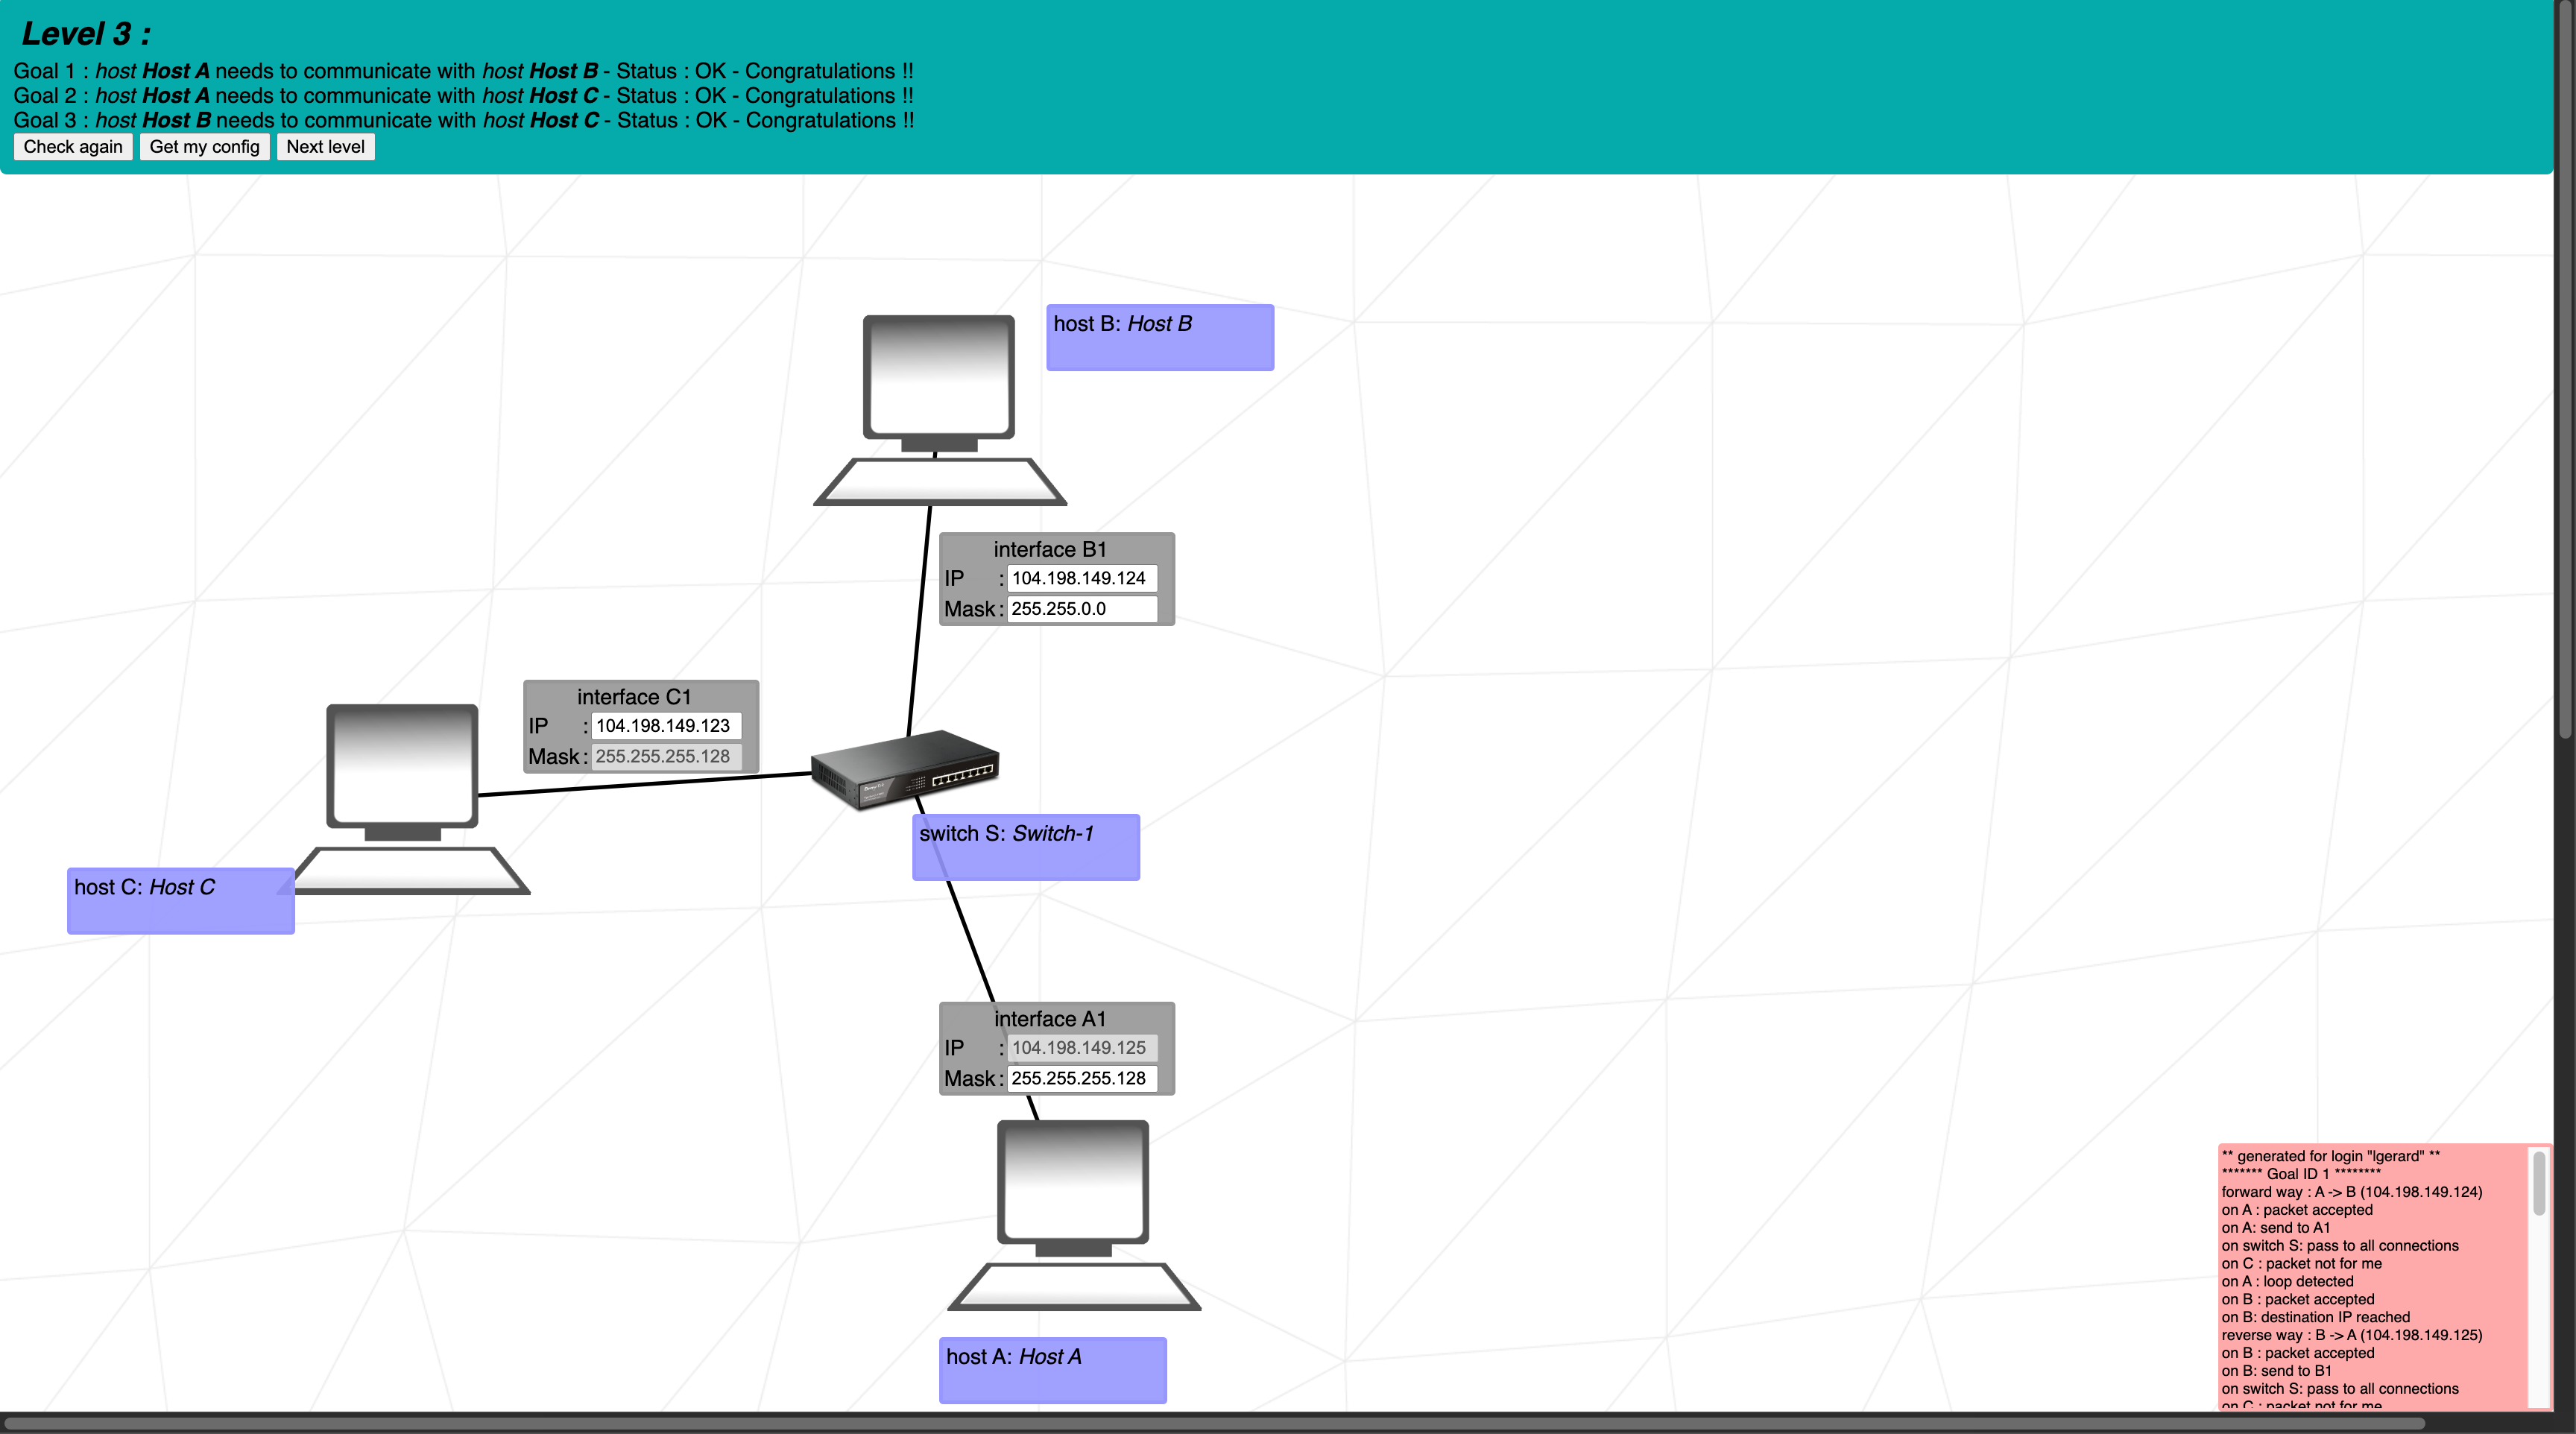 Level 3 :
Goal 1 : host Host A needs to communicate with host Host B - Status : OK - Congratulations !!
Goal 2 : host Host A needs to communicate with host Host C - Status : OK - Congratulations !!
Goal 3 : host Host B needs to communicate with host Host C - Status : OK - Congratulations !!
Check again Get my config Next level
host B: Host B
interface B1
IP : 104.198.149.124
Mask : 255.255.0.0
interface C1
IP : 104.198.149.123
Mask : 255.255.255.128
switch S: Switch-1
host C: Host C
interface A1
IP : 104.198.149.125
Mask : 255.255.255.128
host A: Host A
** generated for login "lgerard" **
******* Goal ID 1 ********
forward way : A -> B (104.198.149.124)
on A : packet accepted
on A: send to A1
on switch S: pass to all connections
on C : packet not for me
on A : loop detected
on B : packet accepted
on B: destination IP reached
reverse way : B -> A (104.198.149.125)
on B : packet accepted
on B: send to B1
on switch S: pass to all connections
on C : packet not for me